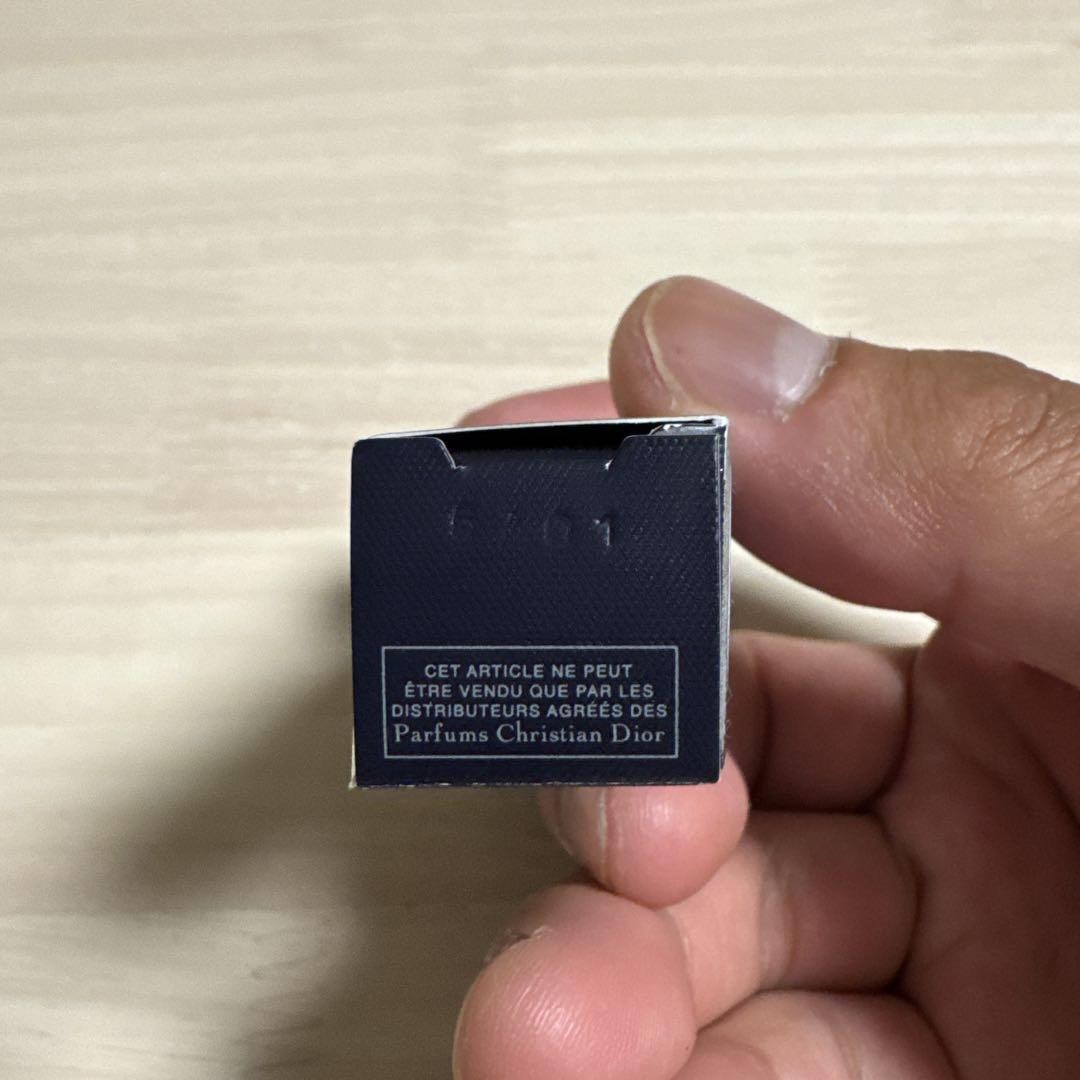 CET ARTICLE NE PEUT
ÊTRE VENDU QUE PAR LES
DISTRIBUTEURS AGRÉÉS DES
Parfums Christian Dior